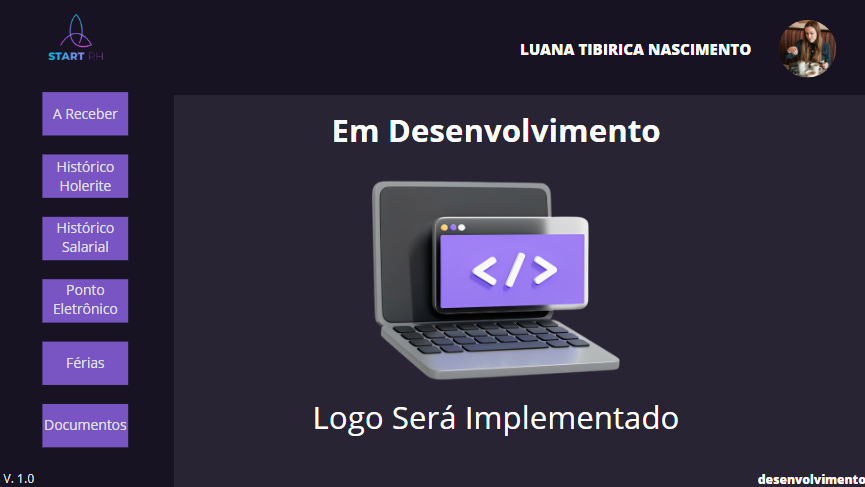 START RH
LUANA TIBIRICA NASCIMENTO
A Receber
Histórico
Holerite
Histórico
Salarial
Ponto
Eletrônico
Férias
Documentos
Em Desenvolvimento
</>
Logo Será Implementado
V. 1.0
desenvolvimento